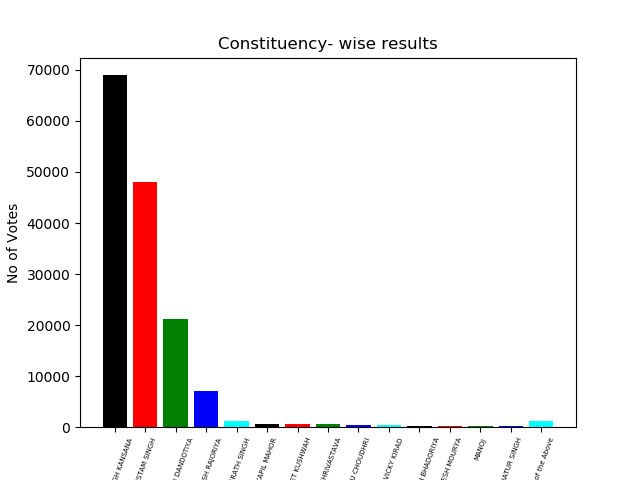 Constituency- wise results
No of Votes
70000
60000
50000
40000
30000
20000
10000
0
GH KANSANA
STAM SINGH
DANDOTIYA
SH RAJORIYA
RATH SINGH
KAPIL MAHOR
ET KUSHWAH
SHRIVASTAVA
U CHOUDHRI
VICKY KIRAD
BHADORIYA
ESH MOURYA
MANOJ
ATUR SINGH
of the Above